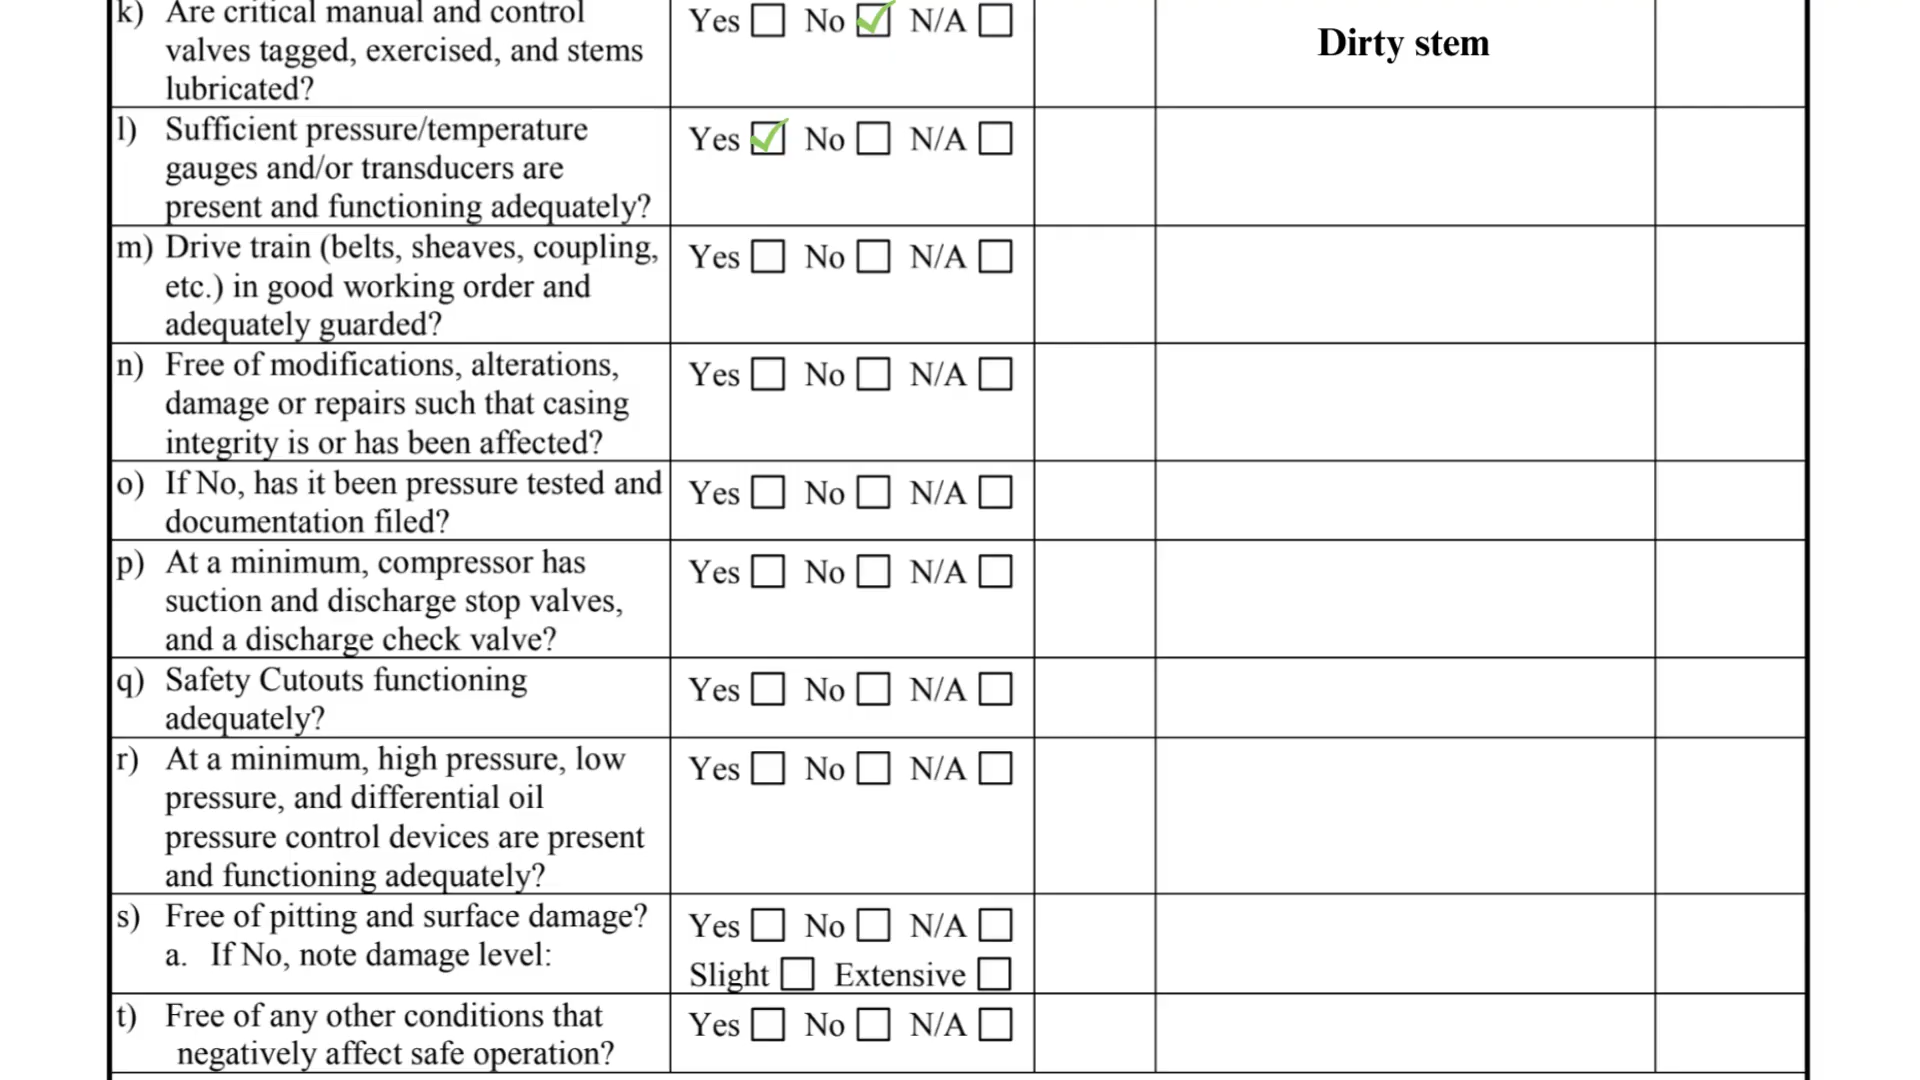 k) Are critical manual and control Yes No N/A
valves tagged, exercised, and stems Dirty stem
lubricated?
l) Sufficient pressure/temperature Yes No N/A
gauges and/or transducers are
present and functioning adequately?
m) Drive train (belts, sheaves, coupling, Yes No N/A
etc.) in good working order and
adequately guarded?
n) Free of modifications, alterations, Yes No N/A
damage or repairs such that casing
integrity is or has been affected?
o) If No, has it been pressure tested and Yes No N/A
documentation filed?
p) At a minimum, compressor has Yes No N/A
suction and discharge stop valves,
and a discharge check valve?
q) Safety Cutouts functioning Yes No N/A
adequately?
r) At a minimum, high pressure, low Yes No N/A
pressure, and differential oil
pressure control devices are present
and functioning adequately?
s) Free of pitting and surface damage? Yes No N/A
a. If No, note damage level: Slight Extensive
t) Free of any other conditions that Yes No N/A
negatively affect safe operation?